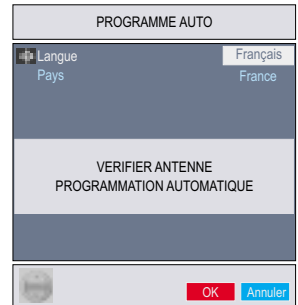 PROGRAMME AUTO
Langue Français
Pays France
VERIFIER ANTENNE
PROGRAMMATION AUTOMATIQUE
OK Annuler